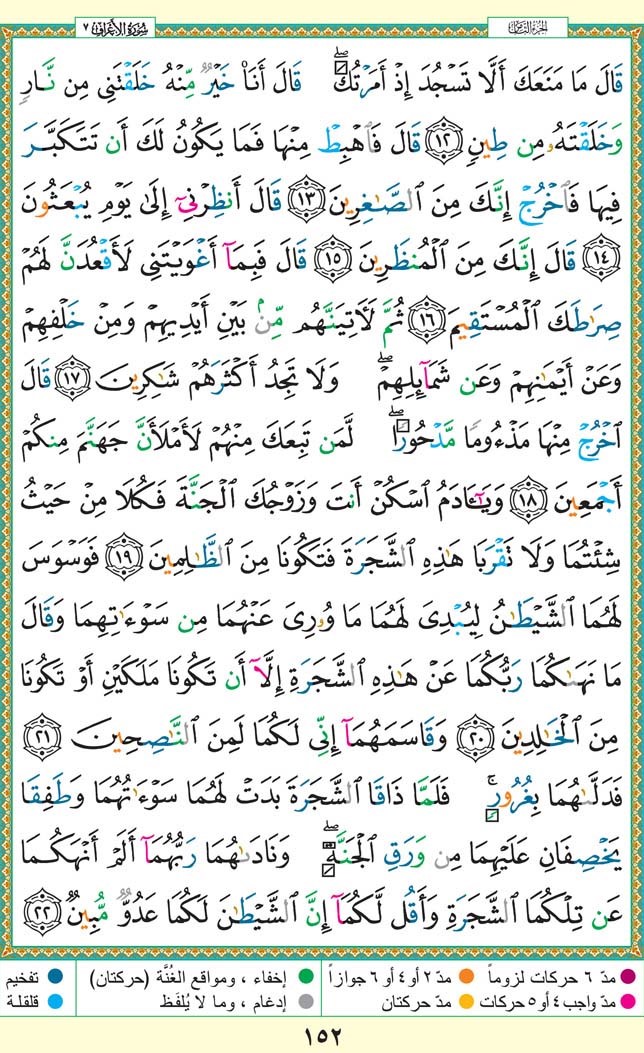 سُورَةُ الأَعْرَافِ ٧
الجزء الثامن
قَالَ مَا مَنَعَكَ أَلَّا تَسْجُدَ إِذْ أَمَرْتُكَ ۖ قَالَ أَنَا۠ خَيْرٌ مِّنْهُ خَلَقْتَنِى مِن نَّارٍ
وَخَلَقْتَهُۥ مِن طِينٍ ١٢ قَالَ فَٱهْبِطْ مِنْهَا فَمَا يَكُونُ لَكَ أَن تَتَكَبَّرَ
فِيهَا فَٱخْرُجْ إِنَّكَ مِنَ ٱلصَّٰغِرِينَ ١٣ قَالَ أَنظِرْنِىٓ إِلَىٰ يَوْمِ يُبْعَثُونَ
١٤ قَالَ إِنَّكَ مِنَ ٱلْمُنظَرِينَ ١٥ قَالَ فَبِمَآ أَغْوَيْتَنِى لَأَقْعُدَنَّ لَهُمْ
صِرَٰطَكَ ٱلْمُسْتَقِيمَ ١٦ ثُمَّ لَءَاتِيَنَّهُم مِّنۢ بَيْنِ أَيْدِيهِمْ وَمِنْ خَلْفِهِمْ
وَعَنْ أَيْمَٰنِهِمْ وَعَن شَمَآئِلِهِمْ ۖ وَلَا تَجِدُ أَكْثَرَهُمْ شَٰكِرِينَ ١٧ قَالَ
ٱخْرُجْ مِنْهَا مَذْءُومًا مَّدْحُورًا ۖ لَّمَن تَبِعَكَ مِنْهُمْ لَأَمْلَأَنَّ جَهَنَّمَ مِنكُمْ
أَجْمَعِينَ ١٨ وَيَٰٓـَٔادَمُ ٱسْكُنْ أَنتَ وَزَوْجُكَ ٱلْجَنَّةَ فَكُلَا مِنْ حَيْثُ
شِئْتُمَا وَلَا تَقْرَبَا هَٰذِهِ ٱلشَّجَرَةَ فَتَكُونَا مِنَ ٱلظَّٰلِمِينَ ١٩ فَوَسْوَسَ
لَهُمَا ٱلشَّيْطَٰنُ لِيُبْدِىَ لَهُمَا مَا وُۥرِىَ عَنْهُمَا مِن سَوْءَٰتِهِمَا وَقَالَ
مَا نَهَىٰكُمَا رَبُّكُمَا عَنْ هَٰذِهِ ٱلشَّجَرَةِ إِلَّآ أَن تَكُونَا مَلَكَيْنِ أَوْ تَكُونَا
مِنَ ٱلْخَٰلِدِينَ ٢٠ وَقَاسَمَهُمَآ إِنِّى لَكُمَا لَمِنَ ٱلنَّٰصِحِينَ ٢١
فَدَلَّىٰهُمَا بِغُرُورٍ ۚ فَلَمَّا ذَاقَا ٱلشَّجَرَةَ بَدَتْ لَهُمَا سَوْءَٰتُهُمَا وَطَفِقَا
يَخْصِفَانِ عَلَيْهِمَا مِن وَرَقِ ٱلْجَنَّةِ ۖ وَنَادَىٰهُمَا رَبُّهُمَآ أَلَمْ أَنْهَكُمَا
عَن تِلْكُمَا ٱلشَّجَرَةِ وَأَقُل لَّكُمَآ إِنَّ ٱلشَّيْطَٰنَ لَكُمَا عَدُوٌّ مُّبِينٌ ٢٢
مدّ ٦ حركات لزوماً
مدّ ٢ أو ٤ أو ٦ جوازاً
إخفاء ، ومواقع الغُنَّة (حركتان)
تفخيم
مدّ واجب ٤ أو ٥ حركات
مدّ حركتان
إدغام ، وما لا يُلفَظ
قلقلة
١٥٢